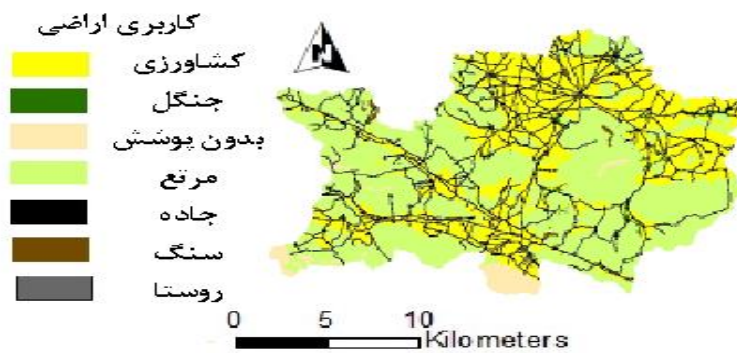 کاربری اراضی
کشاورزی
جنگل
بدون پوشش
مرتع
جاده
سنگ
روستا
N
0 5 10
Kilometers